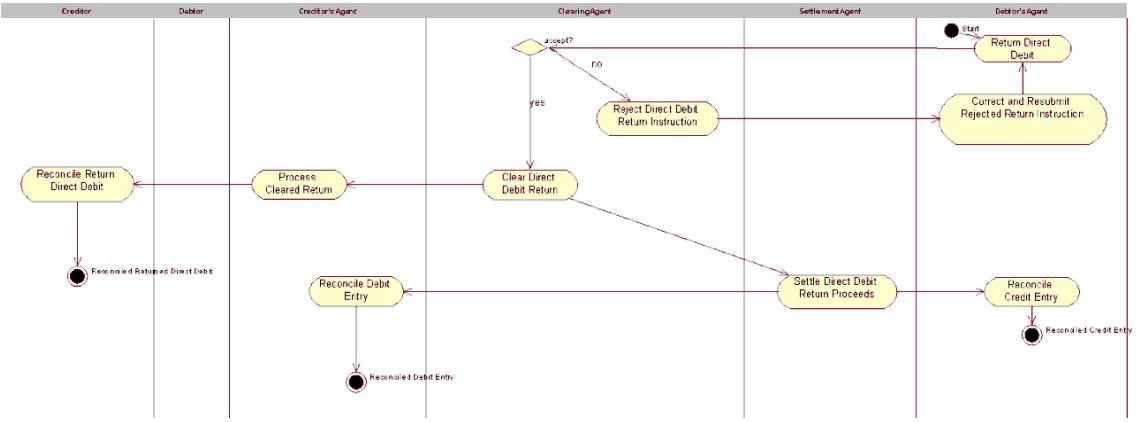 Creditor
Debtor
Creditor's Agent
ClearingAgent
SettlementAgent
Debtor's Agent
Start
accept?
Return Direct
Debit
no
yes
Reject Direct Debit
Return Instruction
Correct and Resubmit
Rejected Return Instruction
Reconcile Return
Direct Debit
Process
Cleared Return
Clear Direct
Debit Return
Reconciled Returned Direct Debit
Reconcile Debit
Entry
Settle Direct Debit
Return Proceeds
Reconcile
Credit Entry
Reconciled Credit Entry
Reconciled Debit Entry